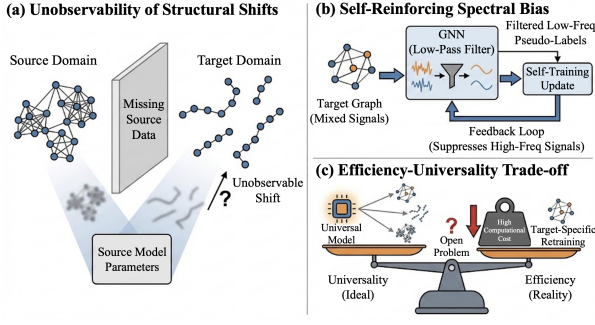 (a) Unobservability of Structural Shifts
Source Domain
Target Domain
Missing
Source
Data
?
Unobservable
Shift
Source Model
Parameters
(b) Self-Reinforcing Spectral Bias
GNN
(Low-Pass Filter)
Filtered Low-Freq
Pseudo-Labels
Self-Training
Update
Target Graph
(Mixed Signals)
Feedback Loop
(Suppresses High-Freq Signals)
(c) Efficiency-Universality Trade-off
Universal
Model
?
Open
Problem
High
Computational
Cost
Target-Specific
Retraining
Universality
(Ideal)
Efficiency
(Reality)